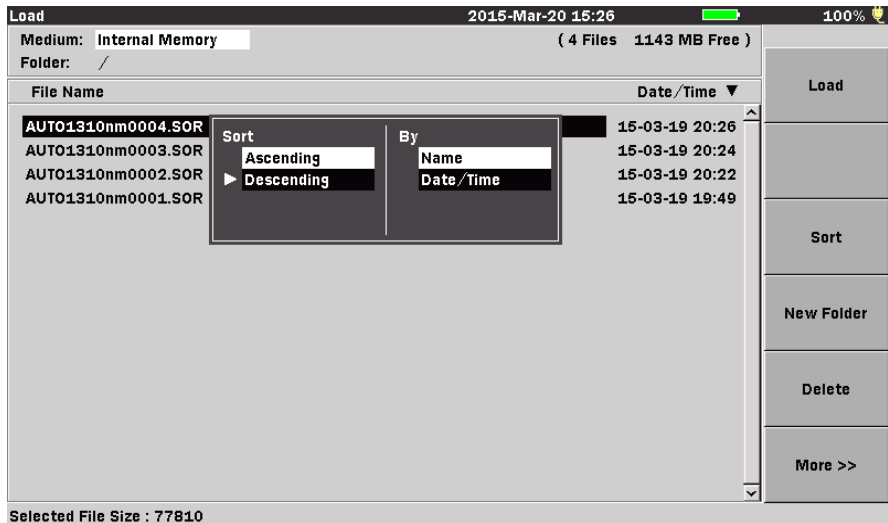 Load 2015-Mar-20 15:26 100%
Medium: Internal Memory ( 4 Files 1143 MB Free )
Folder: /
File Name Date/Time ▼
AUTO1310nm0004.SOR 15-03-19 20:26
AUTO1310nm0003.SOR 15-03-19 20:24
AUTO1310nm0002.SOR 15-03-19 20:22
AUTO1310nm0001.SOR 15-03-19 19:49
Sort By
Ascending Name
Descending Date/Time
Load
Sort
New Folder
Delete
More >>
Selected File Size : 77810